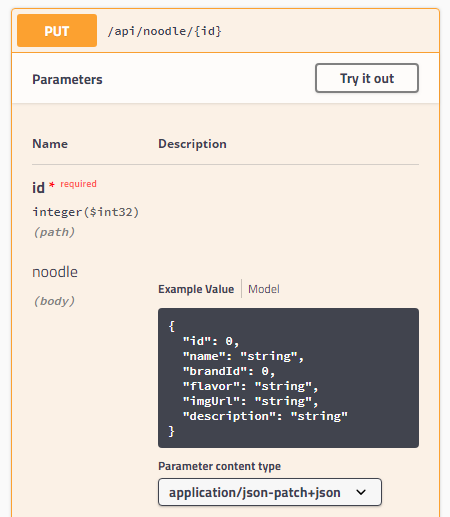 PUT /api/noodle/{id}
Parameters Try it out
Name Description
id * required
integer($int32)
(path)
noodle
(body)
Example Value Model
{
"id": 0,
"name": "string",
"brandId": 0,
"flavor": "string",
"imgUrl": "string",
"description": "string"
}
Parameter content type
application/json-patch+json